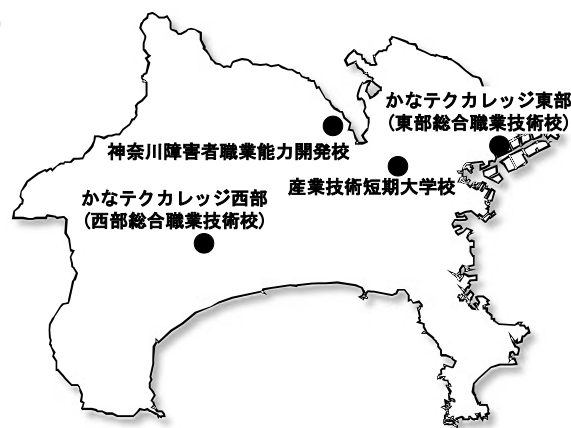 かなテクカレッジ東部
(東部総合職業技術校)
神奈川障害者職業能力開発校
産業技術短期大学校
かなテクカレッジ西部
(西部総合職業技術校)